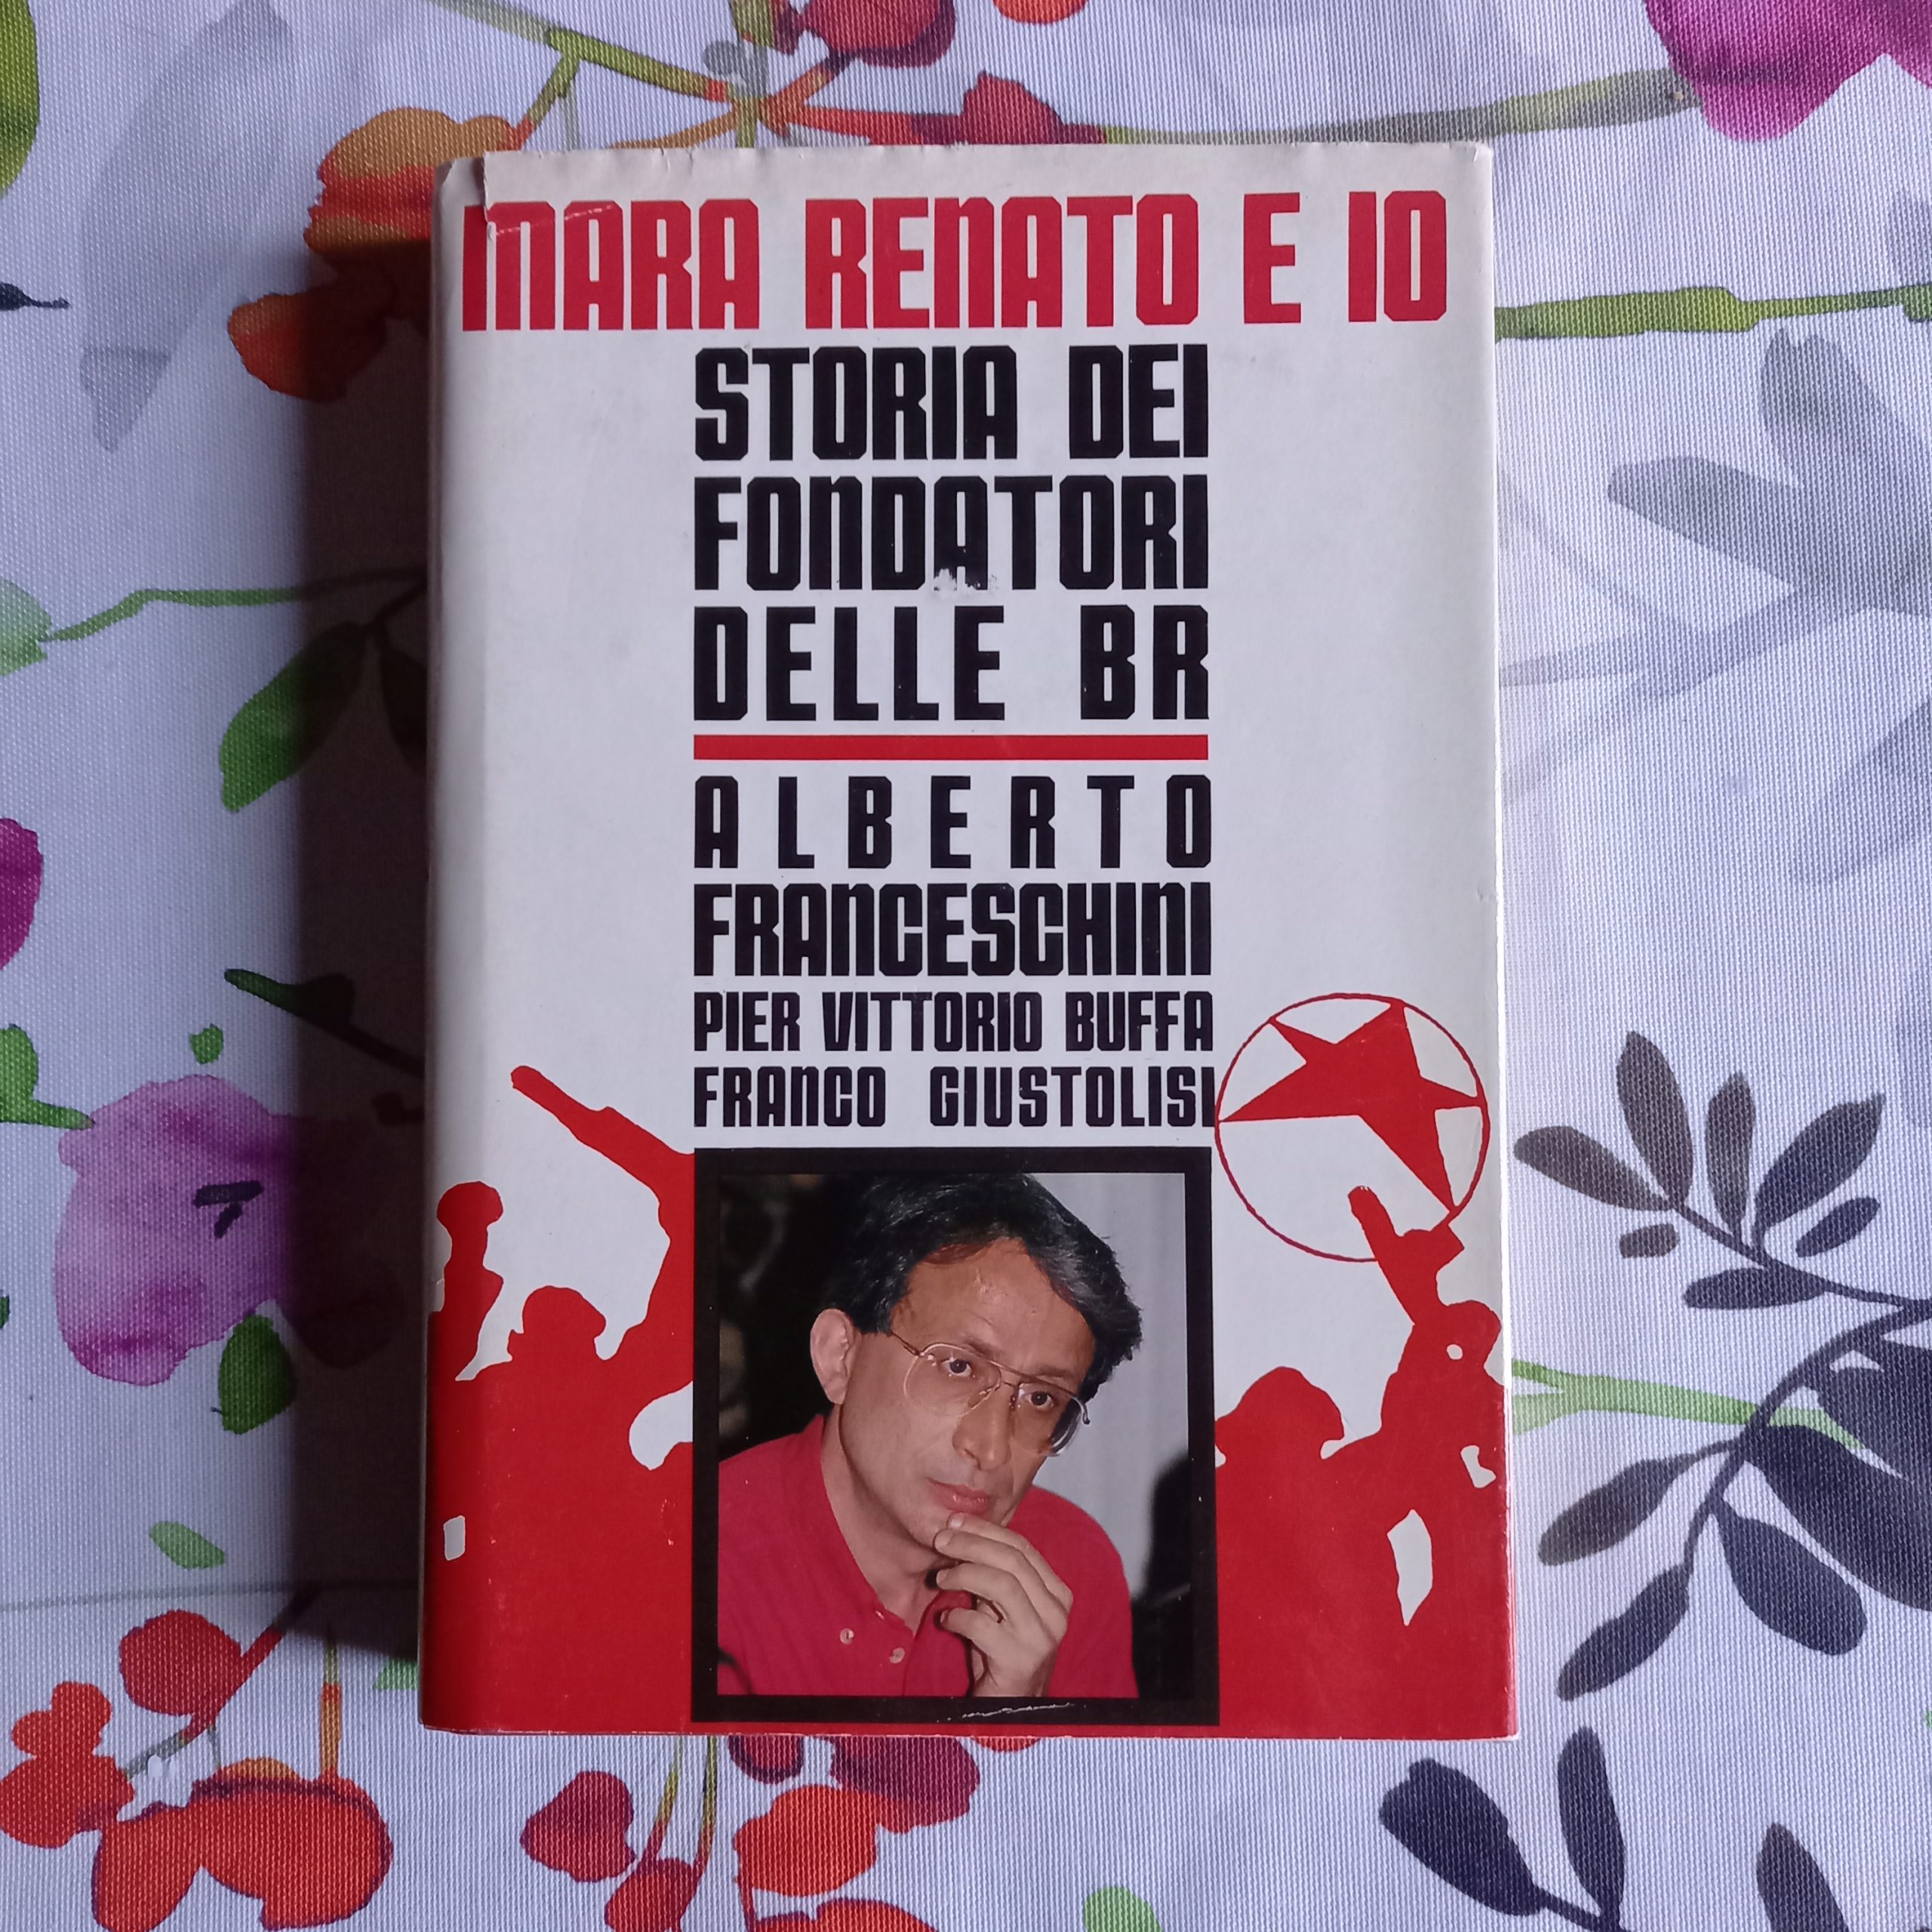 MARA RENATO E IO
STORIA DEI
FONDATORI
DELLE BR
ALBERTO
FRANCESCHINI
PIER VITTORIO BUFFA
FRANCO GIUSTOLISI